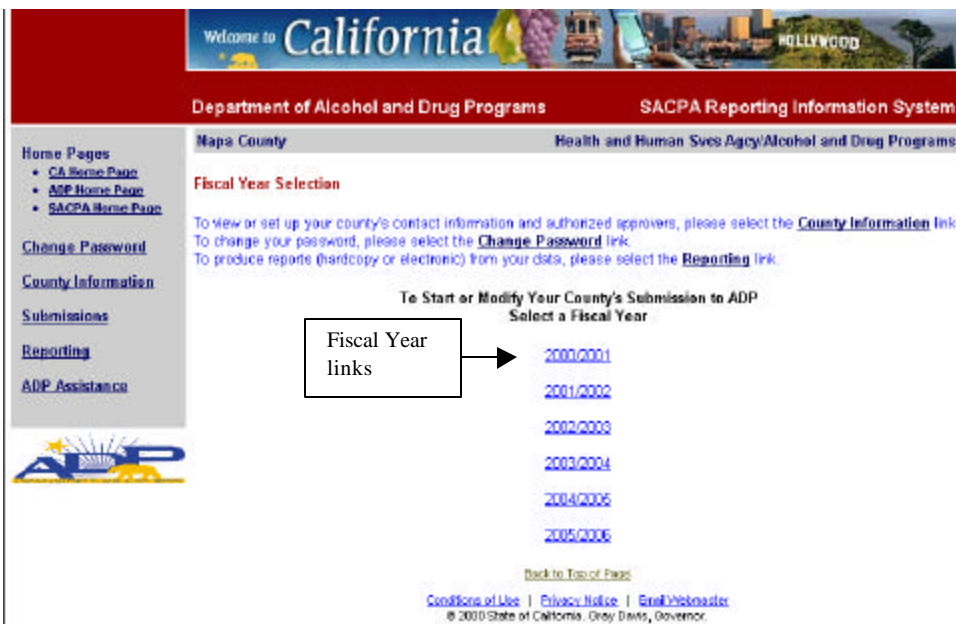 Welcome to California
HOLLYWOOD
Department of Alcohol and Drug Programs SACPA Reporting Information System
Napa County Health and Human Svcs Agcy/Alcohol and Drug Programs
Home Pages
• CA Home Page
• ADP Home Page
• SACPA Home Page
Change Password
County Information
Submissions
Reporting
ADP Assistance
ADP
Fiscal Year Selection
To view or set up your county's contact information and authorized approvers, please select the County Information link
To change your password, please select the Change Password link.
To produce reports (hardcopy or electronic) from your data, please select the Reporting link.
To Start or Modify Your County's Submission to ADP
Select a Fiscal Year
Fiscal Year
links
2000/2001
2001/2002
2002/2003
2003/2004
2004/2005
2005/2006
Back to Top of Page
Conditions of Use | Privacy Notice | Email Webmaster
© 2000 State of California. Gray Davis, Governor.